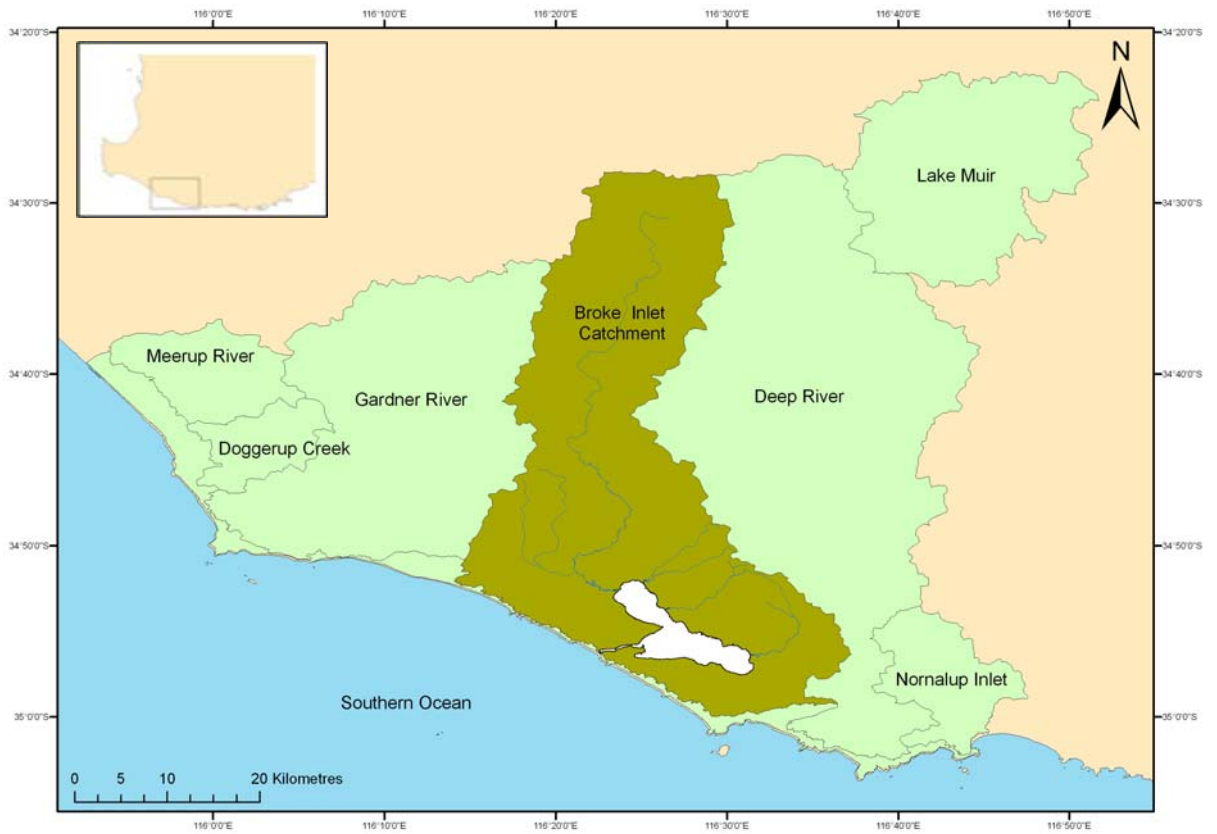 116°0'0"E 116°10'0"E 116°20'0"E 116°30'0"E 116°40'0"E 116°50'0"E
34°20'0"S 34°20'0"S
N
Lake Muir
34°30'0"S 34°30'0"S
Broke Inlet
Catchment
Meerup River
34°40'0"S 34°40'0"S
Gardner River
Deep River
Doggerup Creek
34°50'0"S 34°50'0"S
Nornalup Inlet
Southern Ocean
35°0'0"S 35°0'0"S
0 5 10 20 Kilometres
116°0'0"E 116°10'0"E 116°20'0"E 116°30'0"E 116°40'0"E 116°50'0"E